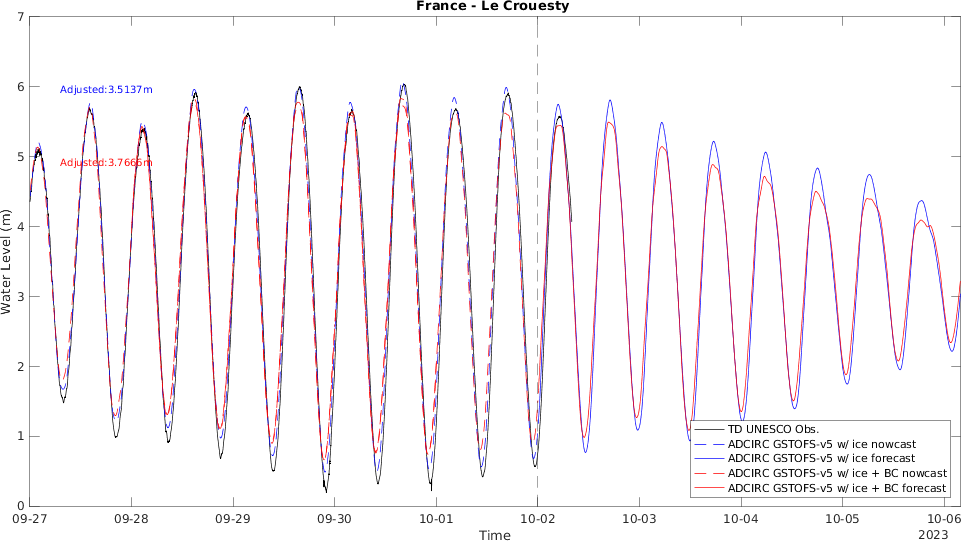 France - Le Crouesty
7
6
5
4
3
2
1
0
Water Level (m)
Adjusted:3.5137m
Adjusted:3.7665m
TD UNESCO Obs.
ADCIRC GSTOFS-v5 w/ ice nowcast
ADCIRC GSTOFS-v5 w/ ice forecast
ADCIRC GSTOFS-v5 w/ ice + BC nowcast
ADCIRC GSTOFS-v5 w/ ice + BC forecast
09-27 09-28 09-29 09-30 10-01 10-02 10-03 10-04 10-05 10-06
2023
Time